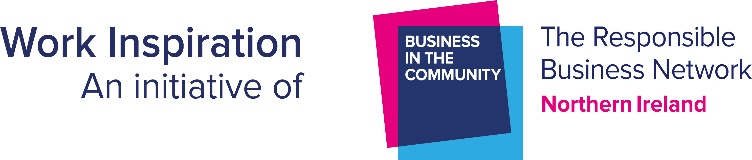 Work Inspiration
An initiative of
BUSINESS
IN THE
COMMUNITY
The Responsible
Business Network
Northern Ireland